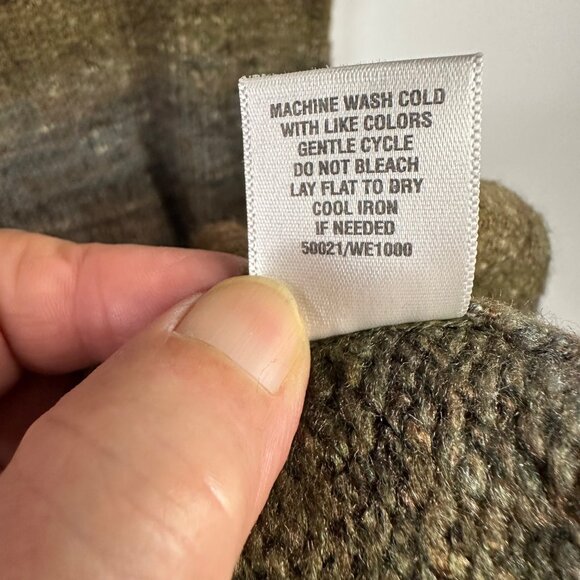 MACHINE WASH COLD
WITH LIKE COLORS
GENTLE CYCLE
DO NOT BLEACH
LAY FLAT TO DRY
COOL IRON
IF NEEDED
50021/WE1000